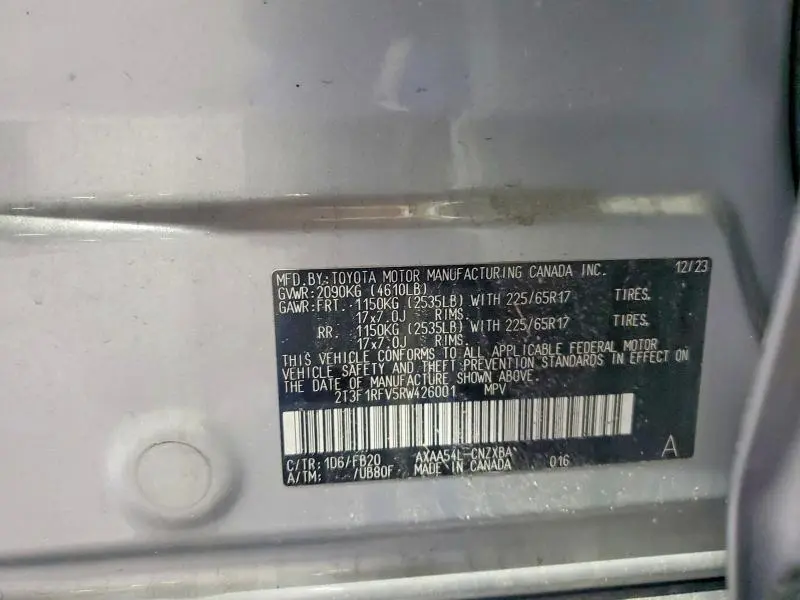 MFD.BY:TOYOTA MOTOR MANUFACTURING CANADA INC. 12/23
GVWR:2090KG (4610LB)
GAWR:FRT. 1150KG (2535LB) WITH 225/65R17 TIRES,
17x7.0J RIMS.
RR. 1150KG (2535LB) WITH 225/65R17 TIRES,
17x7.0J RIMS.
THIS VEHICLE CONFORMS TO ALL APPLICABLE FEDERAL MOTOR
VEHICLE SAFETY AND THEFT PREVENTION STANDARDS IN EFFECT ON
THE DATE OF MANUFACTURE SHOWN ABOVE.
2T3F1RFV5RW426001 MPV
C/TR:1D6/FB20 AXAA54L-CNZXBA 016 A
A/TM: /UB80F MADE IN CANADA